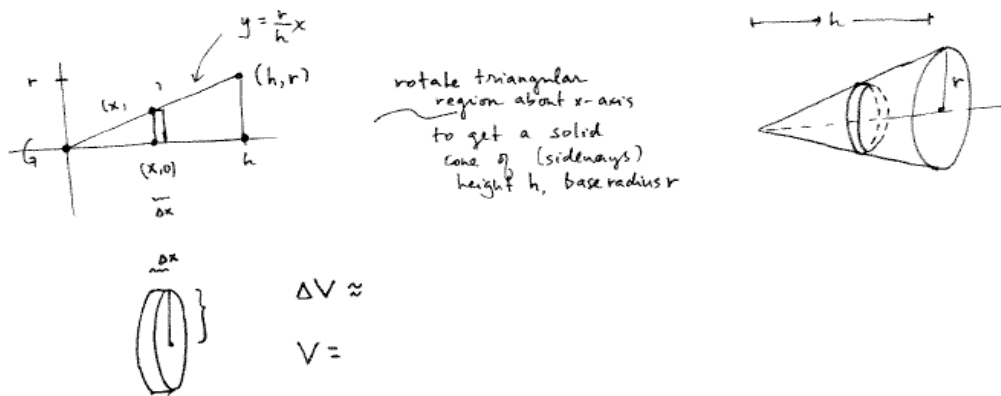 y = r/h x
(h, r)
r
(x, )
(x,0)
h
Δx
rotate triangular
region about x-axis
to get a solid
cone of (sideways)
height h, base radius r
h
r
Δx
ΔV ≈
V =